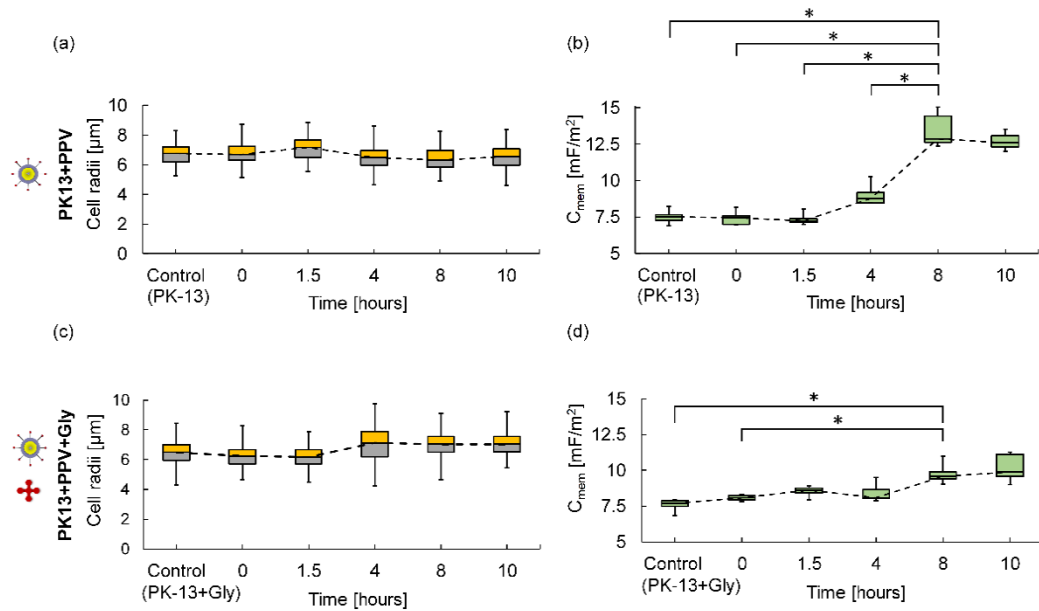 (a)
PK13+PPV
Cell radii [µm]
10
8
6
4
2
0
Control
(PK-13)
0
1.5
4
8
10
Time [hours]
(b)
*
*
*
*
C_mem [mF/m²]
15
12.5
10
7.5
5
Control
(PK-13)
0
1.5
4
8
10
Time [hours]
(c)
PK13+PPV+Gly
Cell radii [µm]
10
8
6
4
2
0
Control
(PK-13+Gly)
0
1.5
4
8
10
Time [hours]
(d)
*
*
C_mem [mF/m²]
15
12.5
10
7.5
5
Control
(PK-13+Gly)
0
1.5
4
8
10
Time [hours]